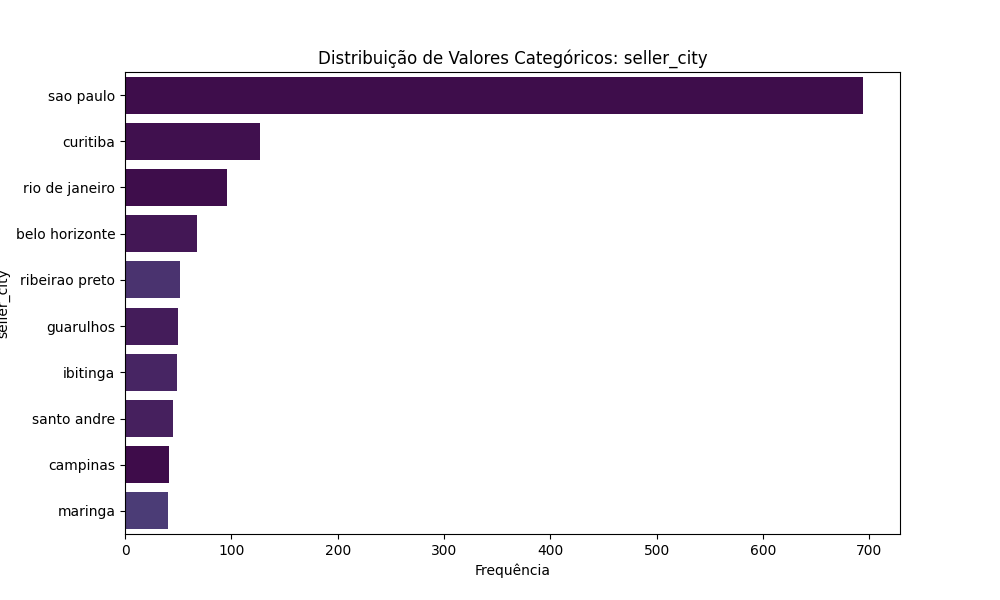 Distribuição de Valores Categóricos: seller_city
sao paulo
curitiba
rio de janeiro
belo horizonte
ribeirao preto
guarulhos
ibitinga
santo andre
campinas
maringa
seller_city
0 100 200 300 400 500 600 700
Frequência